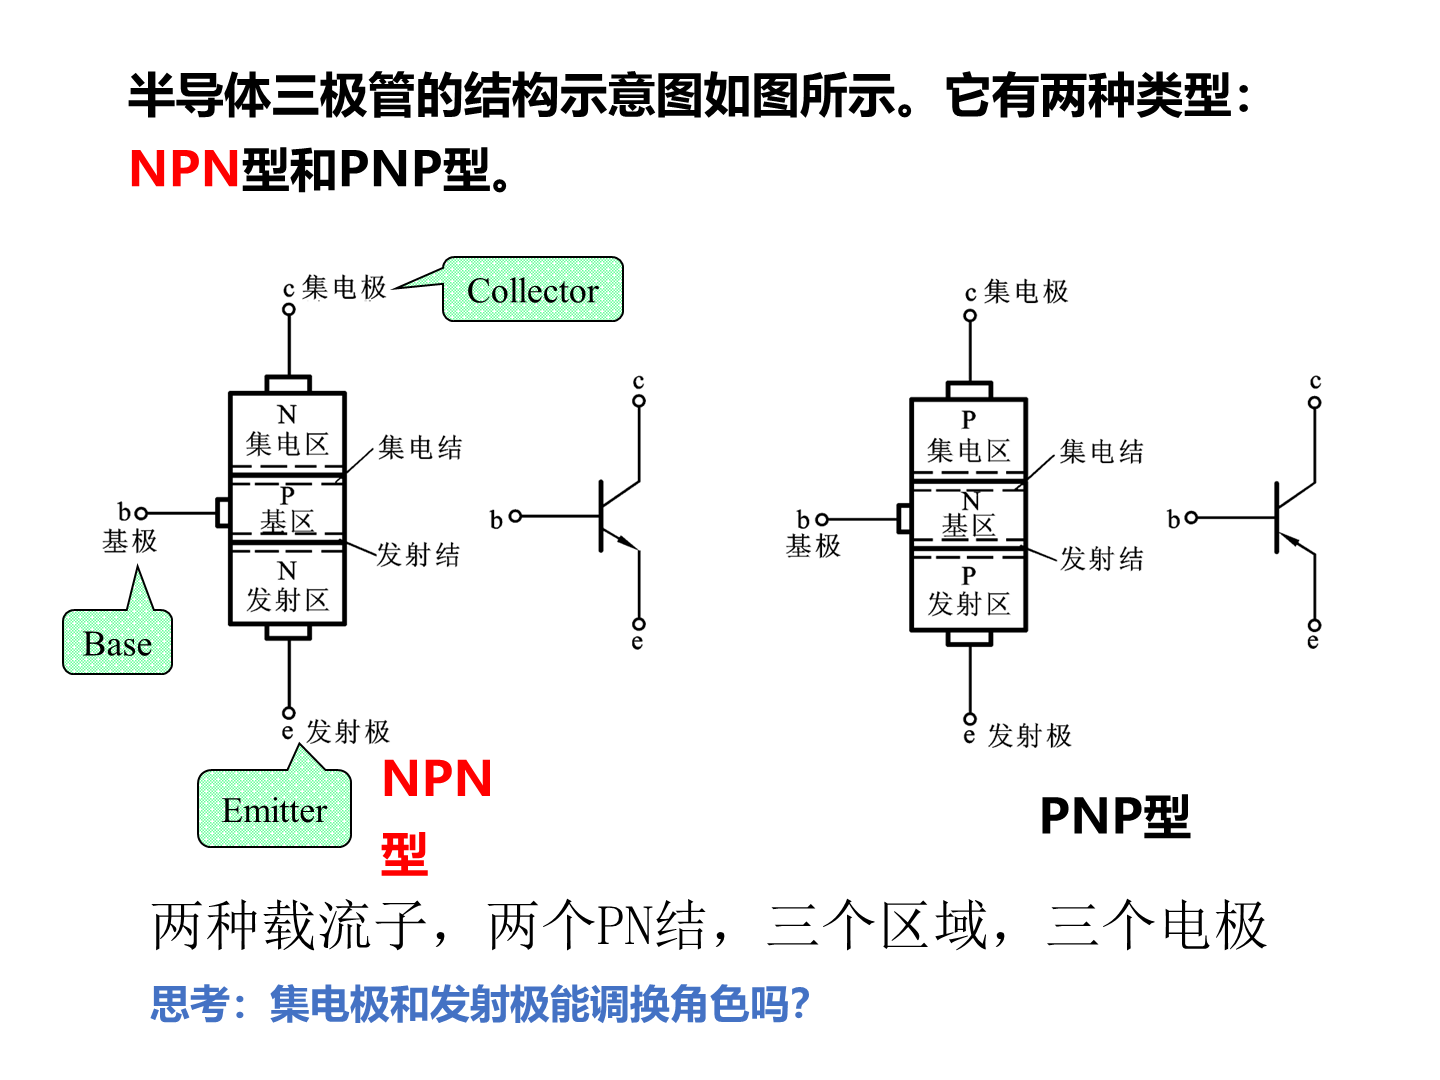 半导体三极管的结构示意图如图所示。它有两种类型：
NPN型和PNP型。
c 集电极
Collector
N
集电区
集电结
P
基区
b
基极
发射结
N
发射区
Base
e 发射极
Emitter
NPN
型
c
b
e
c 集电极
P
集电区
集电结
N
基区
b
基极
发射结
P
发射区
e 发射极
PNP型
c
b
e
两种载流子，两个PN结，三个区域，三个电极
思考：集电极和发射极能调换角色吗？